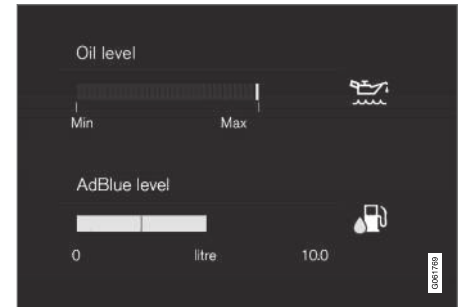 Oil level
Min Max
AdBlue level
0 litre 10.0
G061769